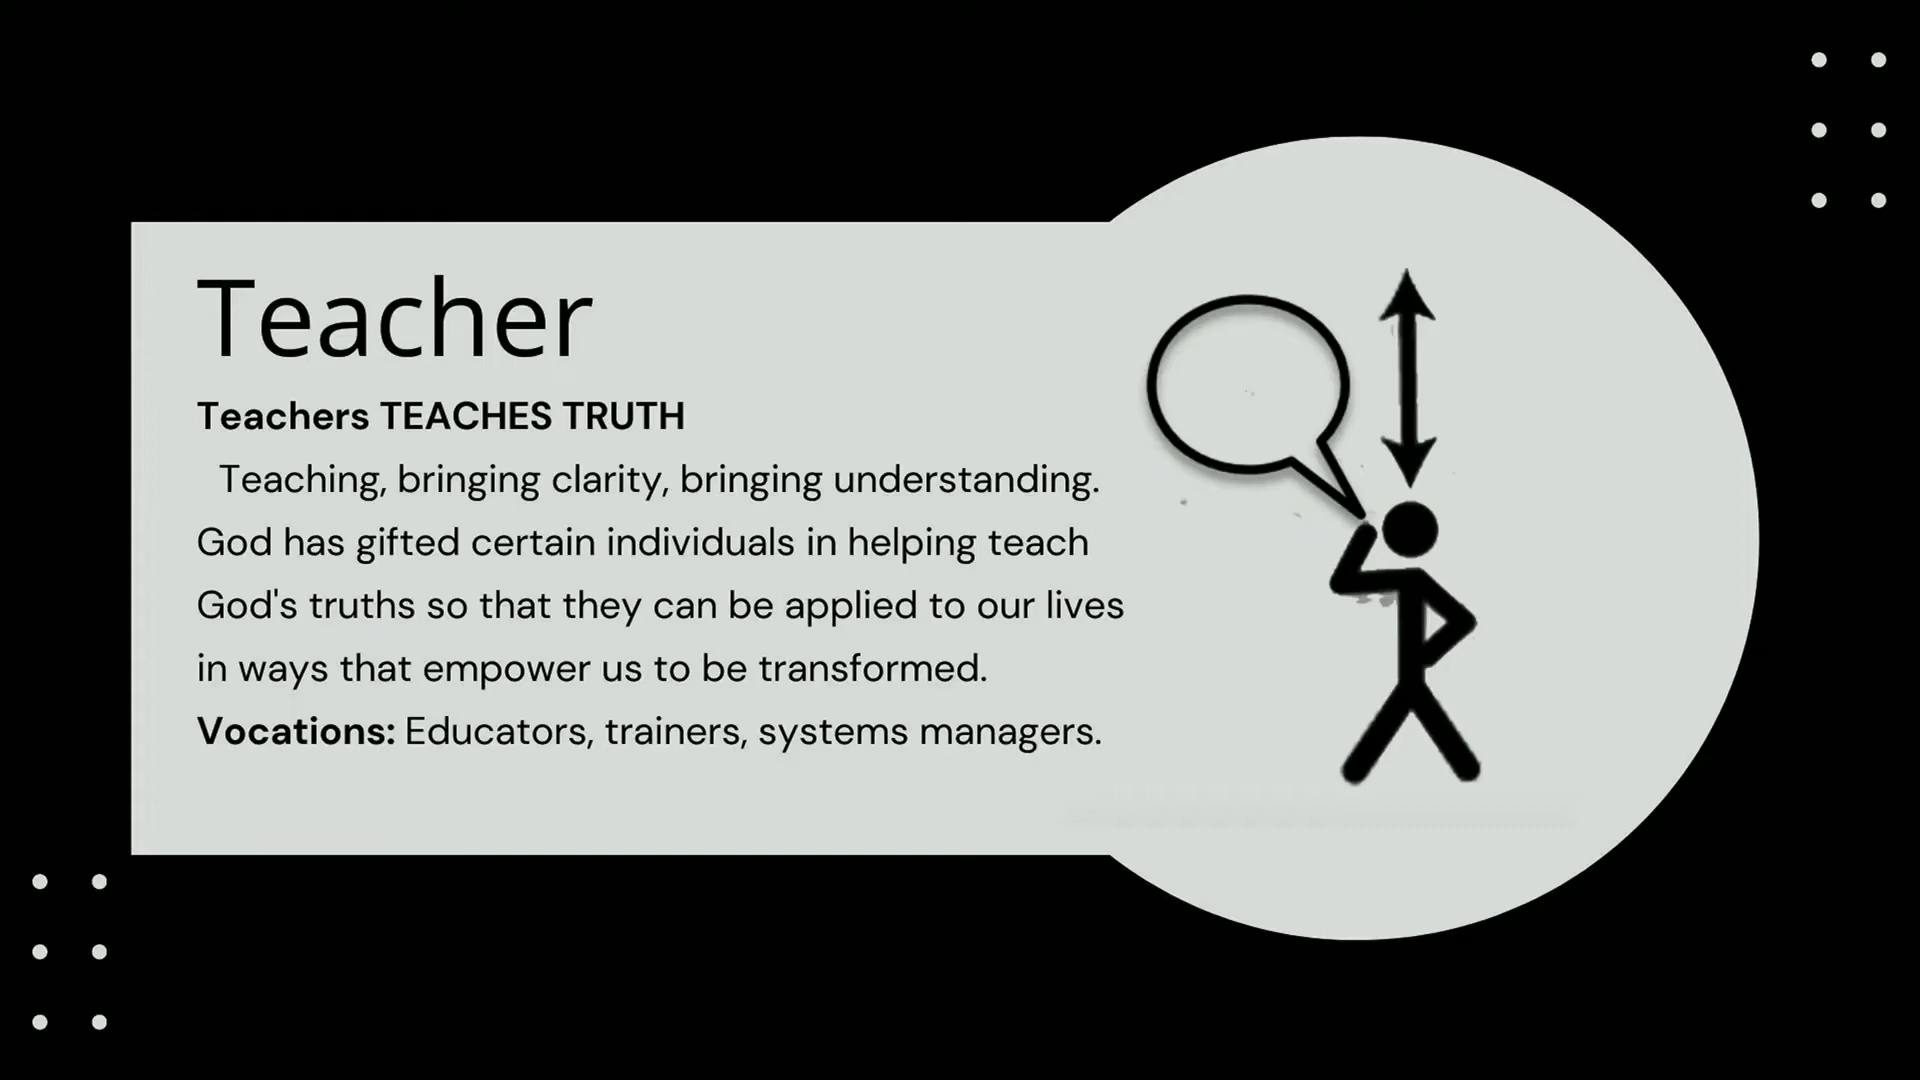 Teacher
Teachers TEACHES TRUTH
Teaching, bringing clarity, bringing understanding.
God has gifted certain individuals in helping teach
God's truths so that they can be applied to our lives
in ways that empower us to be transformed.
Vocations: Educators, trainers, systems managers.